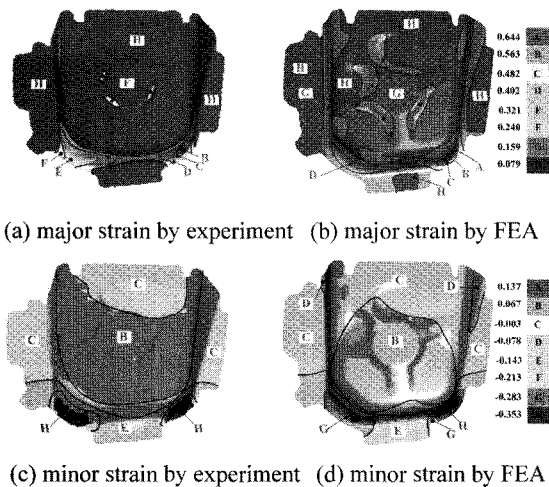 H
H
F
H
F
E
B
C
D
H
H
G
H
G
H
D
A
B
C
H
0.644 A
0.563 B
0.482 C
0.402 D
0.321 E
0.240 F
0.159 G
0.079
(a) major strain by experiment (b) major strain by FEA
C
C
B
C
H
E
H
C
D
D
C
B
C
G
E
G
H
0.137 A
0.067 B
-0.003 C
-0.078 D
-0.143 E
-0.213 F
-0.283 G
-0.353
(c) minor strain by experiment (d) minor strain by FEA